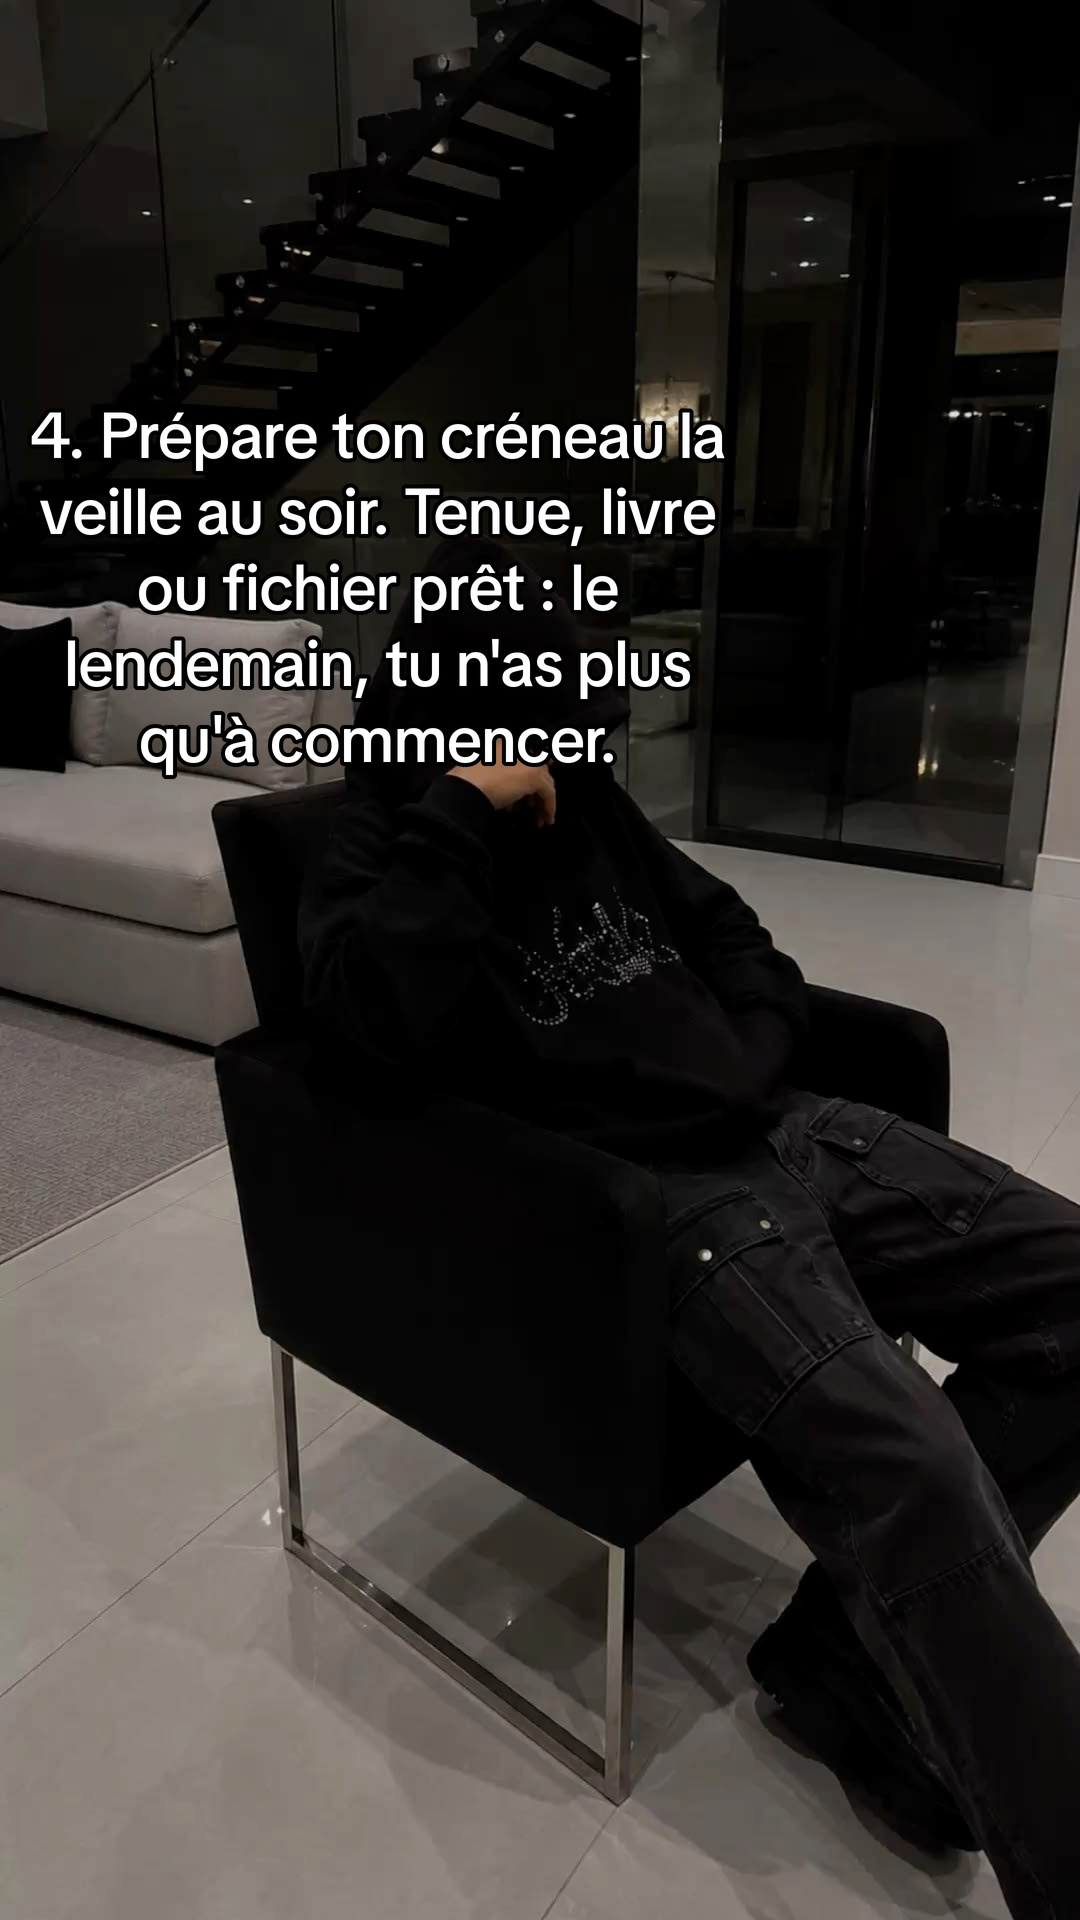 4. Prépare ton créneau la
veille au soir. Tenue, livre
ou fichier prêt : le
lendemain, tu n'as plus
qu'à commencer.